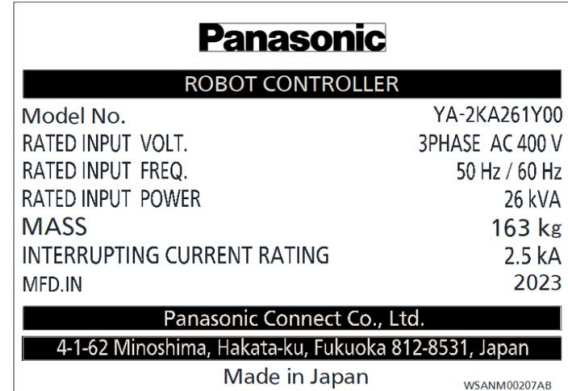 Panasonic
ROBOT CONTROLLER
Model No. YA-2KA261Y00
RATED INPUT VOLT. 3PHASE AC 400 V
RATED INPUT FREQ. 50 Hz / 60 Hz
RATED INPUT POWER 26 kVA
MASS 163 kg
INTERRUPTING CURRENT RATING 2.5 kA
MFD.IN 2023
Panasonic Connect Co., Ltd.
4-1-62 Minoshima, Hakata-ku, Fukuoka 812-8531, Japan
Made in Japan
WSANM00207AB